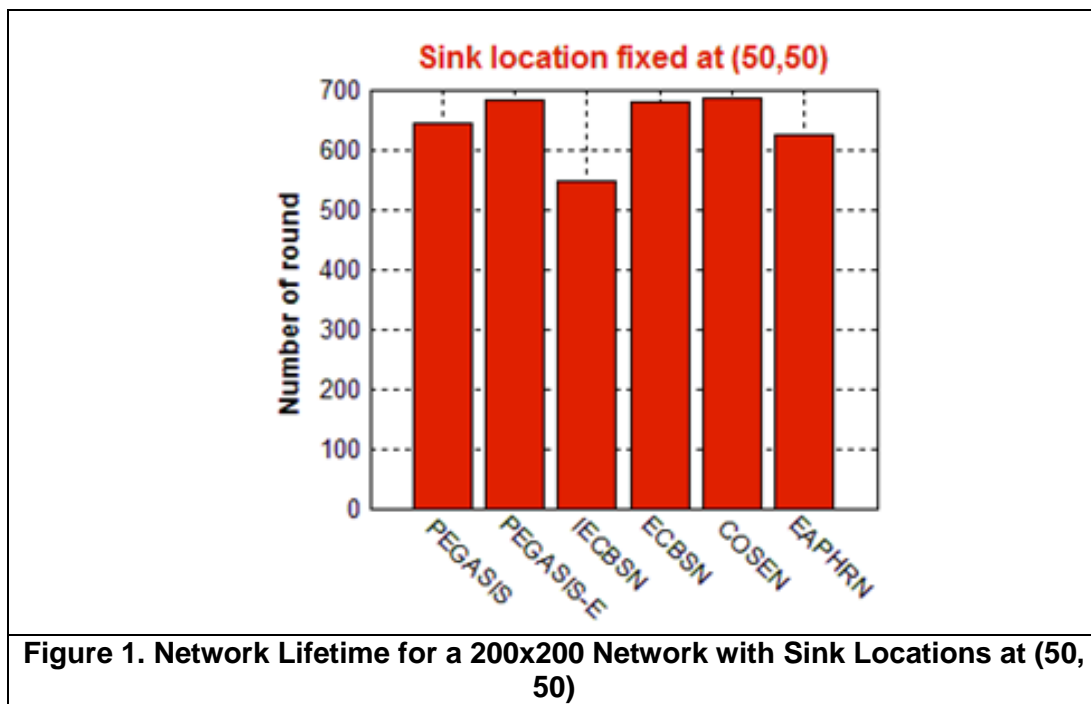 Sink location fixed at (50,50)
700
600
500
400
300
200
100
0
Number of round
PEGASIS
PEGASIS-E
IECBSN
ECBSN
COSEN
EAPHRN
Figure 1. Network Lifetime for a 200x200 Network with Sink Locations at (50,
50)